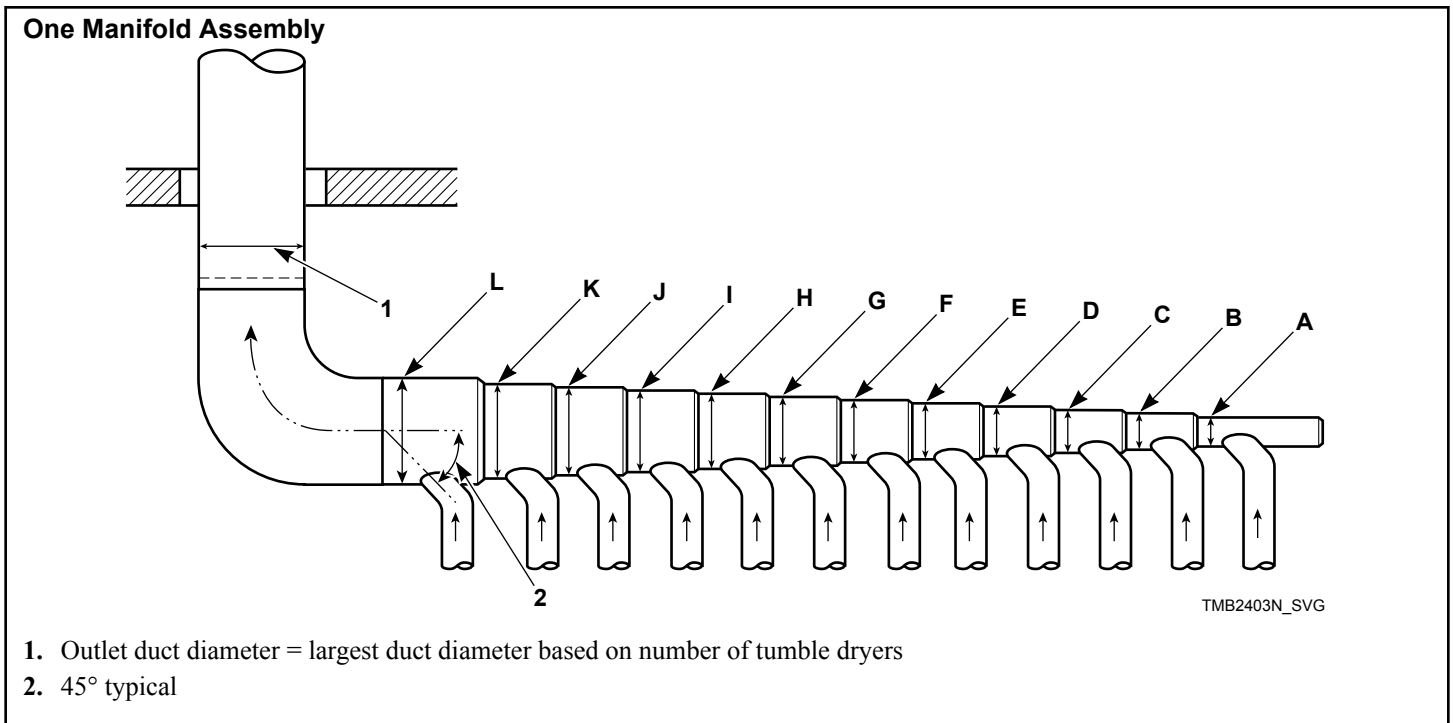 One Manifold Assembly
L
K
J
I
H
G
F
E
D
C
B
A
1
2
TMB2403N_SVG
1. Outlet duct diameter = largest duct diameter based on number of tumble dryers
2. 45° typical